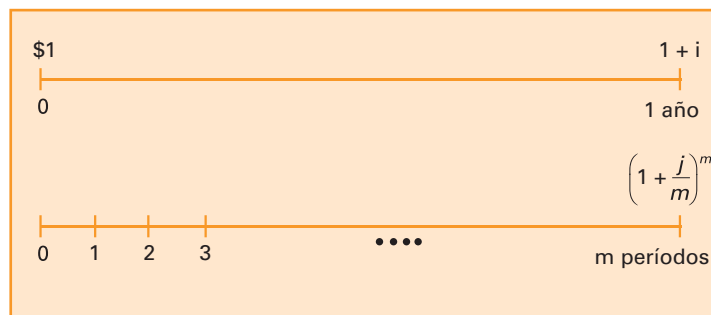 $1 1 + i
0 1 año
(1 + j/m)^m
0 1 2 3 •••• m períodos